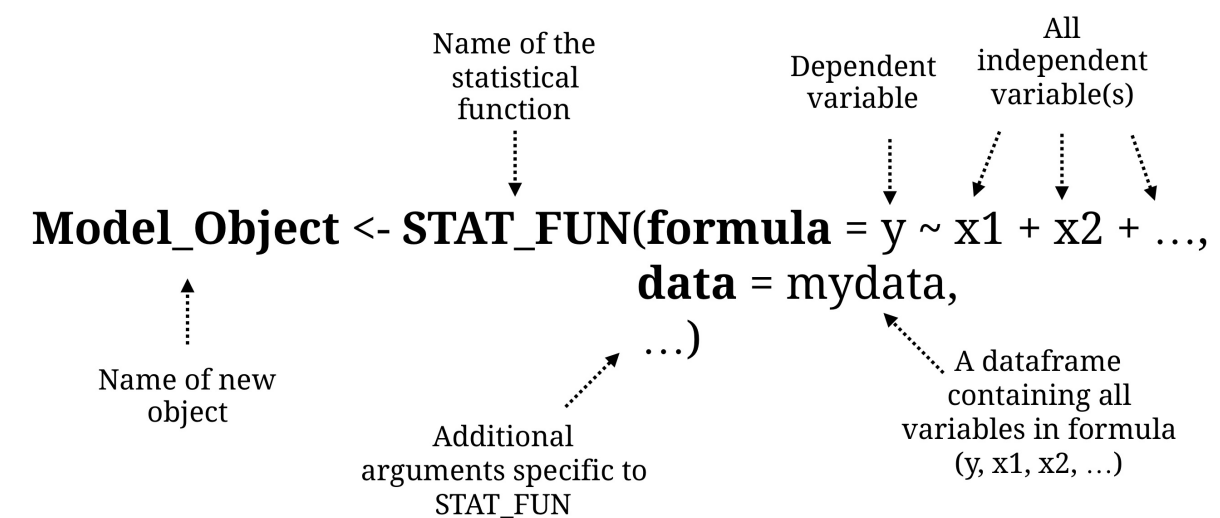 Name of the
statistical
function
Dependent
variable
All
independent
variable(s)
Model_Object <- STAT_FUN(formula = y ~ x1 + x2 + …,
data = mydata,
…)
Name of new
object
Additional
arguments specific to
STAT_FUN
A dataframe
containing all
variables in formula
(y, x1, x2, …)